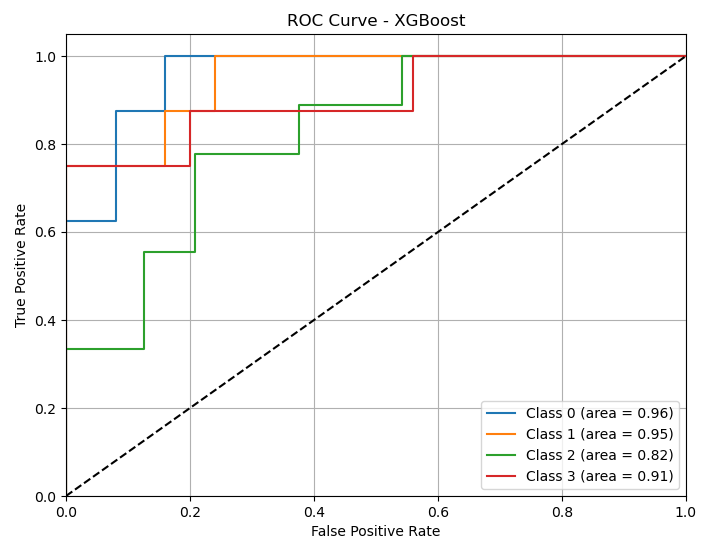 ROC Curve - XGBoost
True Positive Rate
1.0
0.8
0.6
0.4
0.2
0.0
Class 0 (area = 0.96)
Class 1 (area = 0.95)
Class 2 (area = 0.82)
Class 3 (area = 0.91)
0.0 0.2 0.4 0.6 0.8 1.0
False Positive Rate